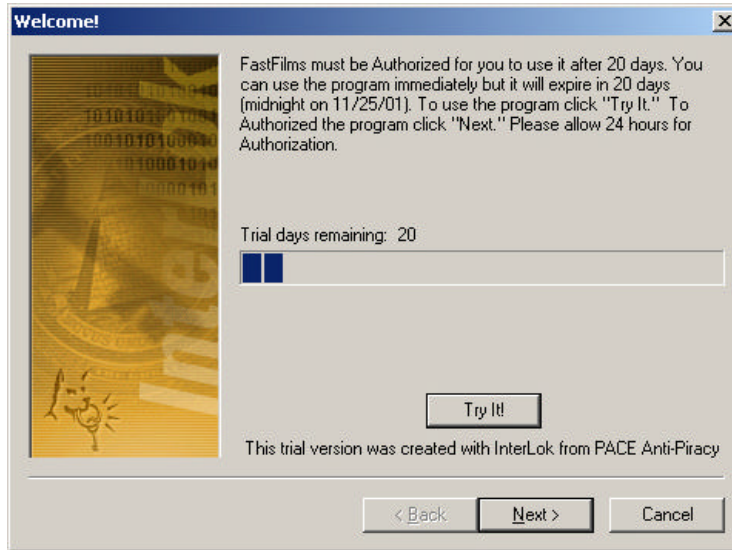 Welcome!
FastFilms must be Authorized for you to use it after 20 days. You
can use the program immediately but it will expire in 20 days
(midnight on 11/25/01). To use the program click "Try It." To
Authorized the program click "Next." Please allow 24 hours for
Authorization.
InterLok
Trial days remaining: 20
Try It!
This trial version was created with InterLok from PACE Anti-Piracy
< Back
Next >
Cancel